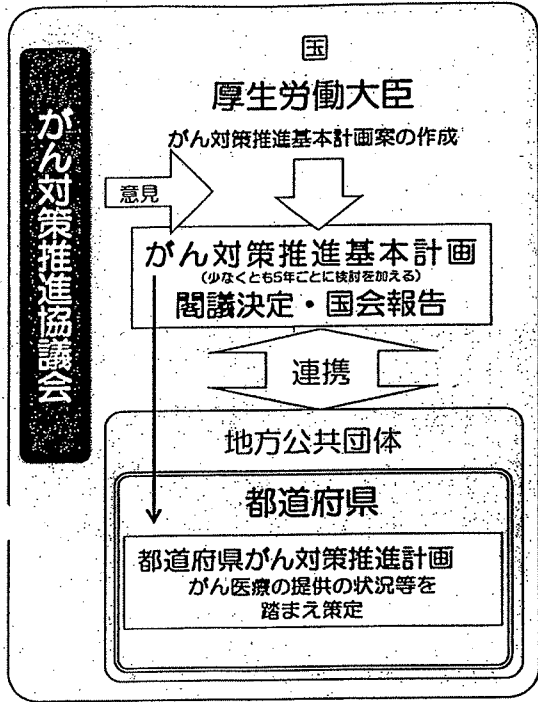 国
厚生労働大臣
がん対策推進基本計画案の作成
がん対策推進協議会
意見
がん対策推進基本計画
(少なくとも5年ごとに検討を加える)
閣議決定・国会報告
連携
地方公共団体
都道府県
都道府県がん対策推進計画
がん医療の提供の状況等を
踏まえ策定